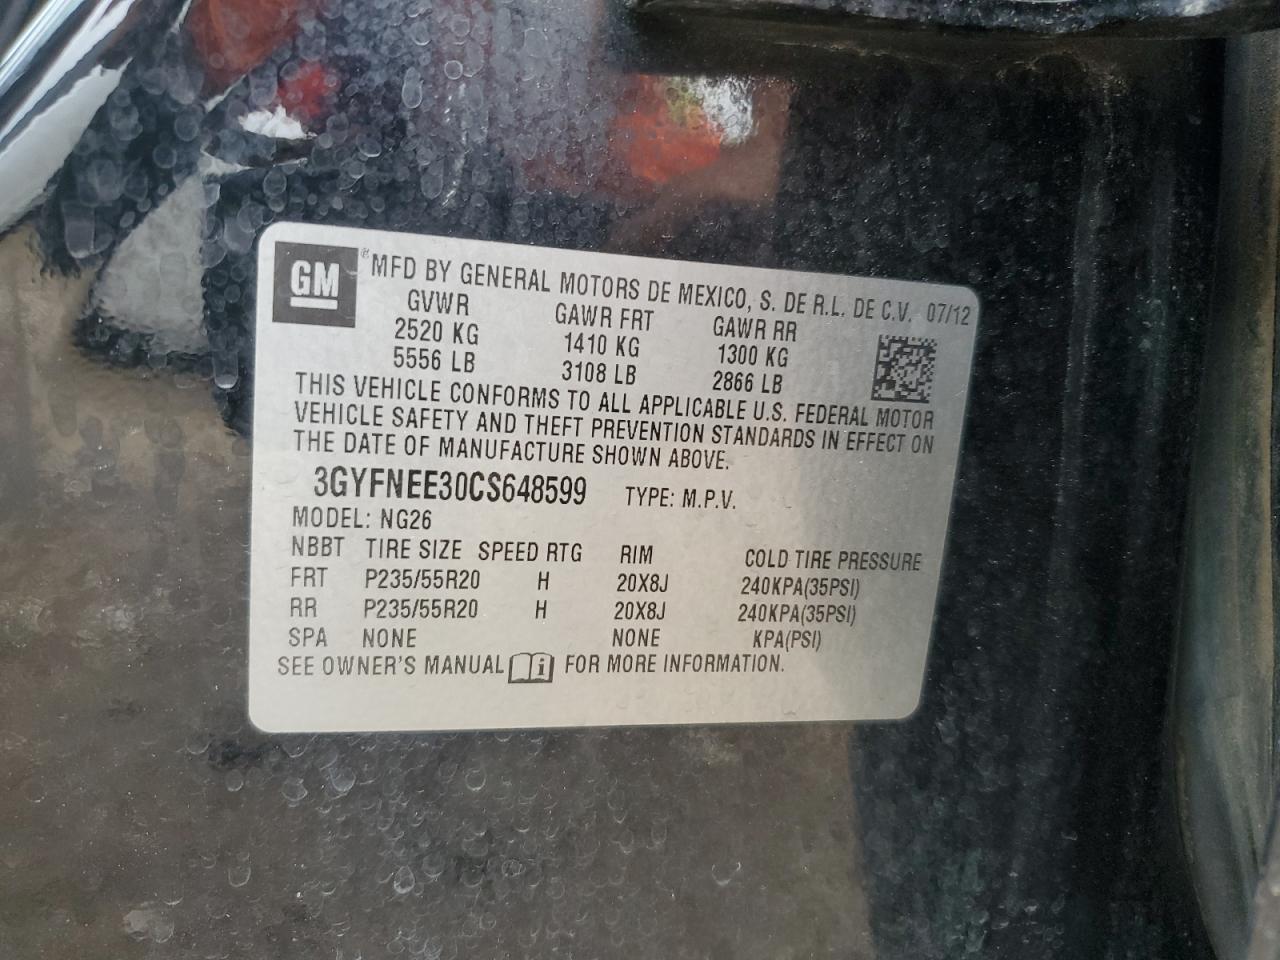 GM ® MFD BY GENERAL MOTORS DE MEXICO, S. DE R.L. DE C.V. 07/12
GVWR GAWR FRT GAWR RR
2520 KG 1410 KG 1300 KG
5556 LB 3108 LB 2866 LB
THIS VEHICLE CONFORMS TO ALL APPLICABLE U.S. FEDERAL MOTOR
VEHICLE SAFETY AND THEFT PREVENTION STANDARDS IN EFFECT ON
THE DATE OF MANUFACTURE SHOWN ABOVE.
3GYFNEE30CS648599 TYPE: M.P.V.
MODEL: NG26
NBBT TIRE SIZE SPEED RTG RIM COLD TIRE PRESSURE
FRT P235/55R20 H 20X8J 240KPA(35PSI)
RR P235/55R20 H 20X8J 240KPA(35PSI)
SPA NONE NONE KPA(PSI)
SEE OWNER'S MANUAL i FOR MORE INFORMATION.